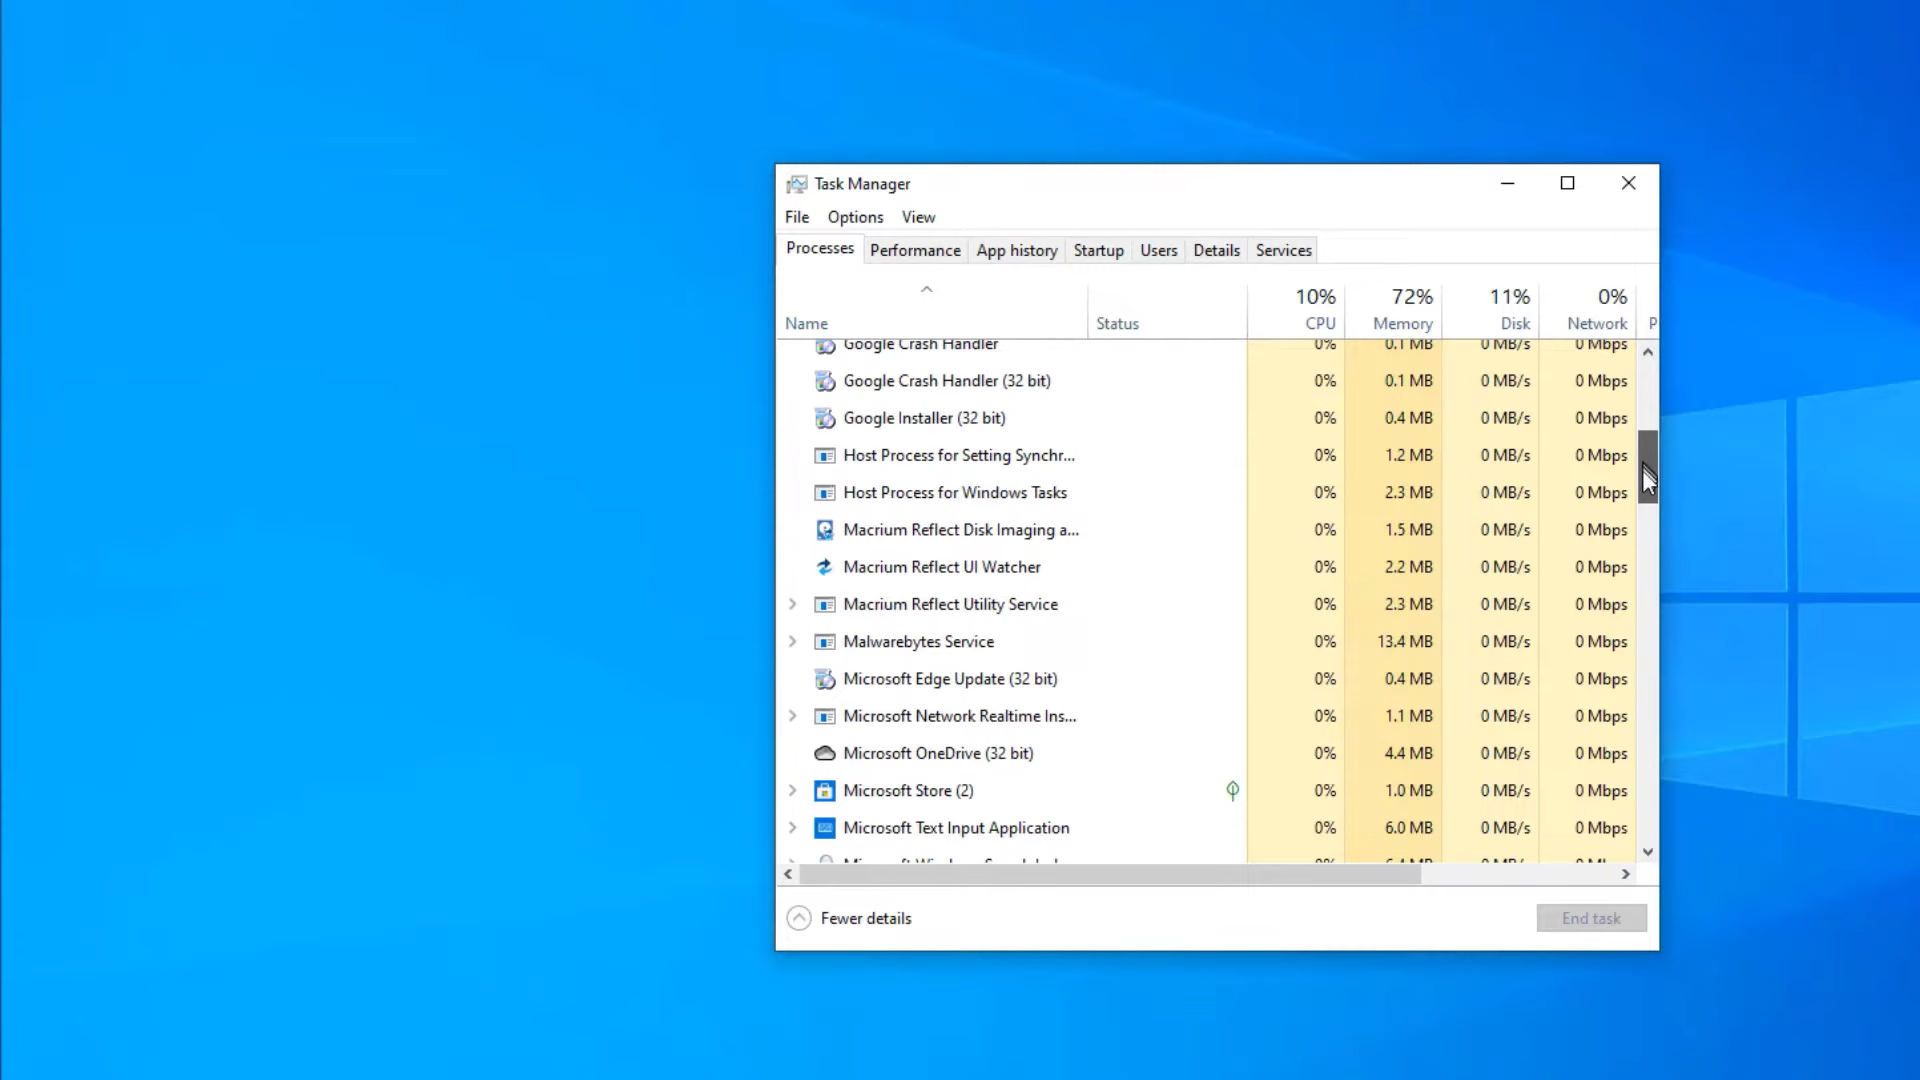 Task Manager
File Options View
Processes Performance App history Startup Users Details Services
10% 72% 11% 0%
Name Status CPU Memory Disk Network P
Google Crash Handler 0% 0.1 MB 0 MB/s 0 Mbps
Google Crash Handler (32 bit) 0% 0.1 MB 0 MB/s 0 Mbps
Google Installer (32 bit) 0% 0.4 MB 0 MB/s 0 Mbps
Host Process for Setting Synchr... 0% 1.2 MB 0 MB/s 0 Mbps
Host Process for Windows Tasks 0% 2.3 MB 0 MB/s 0 Mbps
Macrium Reflect Disk Imaging a... 0% 1.5 MB 0 MB/s 0 Mbps
Macrium Reflect UI Watcher 0% 2.2 MB 0 MB/s 0 Mbps
Macrium Reflect Utility Service 0% 2.3 MB 0 MB/s 0 Mbps
Malwarebytes Service 0% 13.4 MB 0 MB/s 0 Mbps
Microsoft Edge Update (32 bit) 0% 0.4 MB 0 MB/s 0 Mbps
Microsoft Network Realtime Ins... 0% 1.1 MB 0 MB/s 0 Mbps
Microsoft OneDrive (32 bit) 0% 4.4 MB 0 MB/s 0 Mbps
Microsoft Store (2) 0% 1.0 MB 0 MB/s 0 Mbps
Microsoft Text Input Application 0% 6.0 MB 0 MB/s 0 Mbps
Fewer details End task